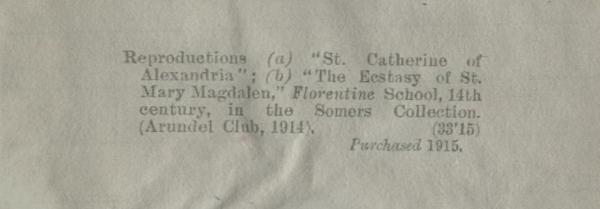 Reproductions (a) "St. Catherine of
Alexandria"; (b) "The Ecstasy of St.
Mary Magdalen," Florentine School, 14th
century, in the Somers Collection.
(Arundel Club, 1914). (33'15)
Purchased 1915.